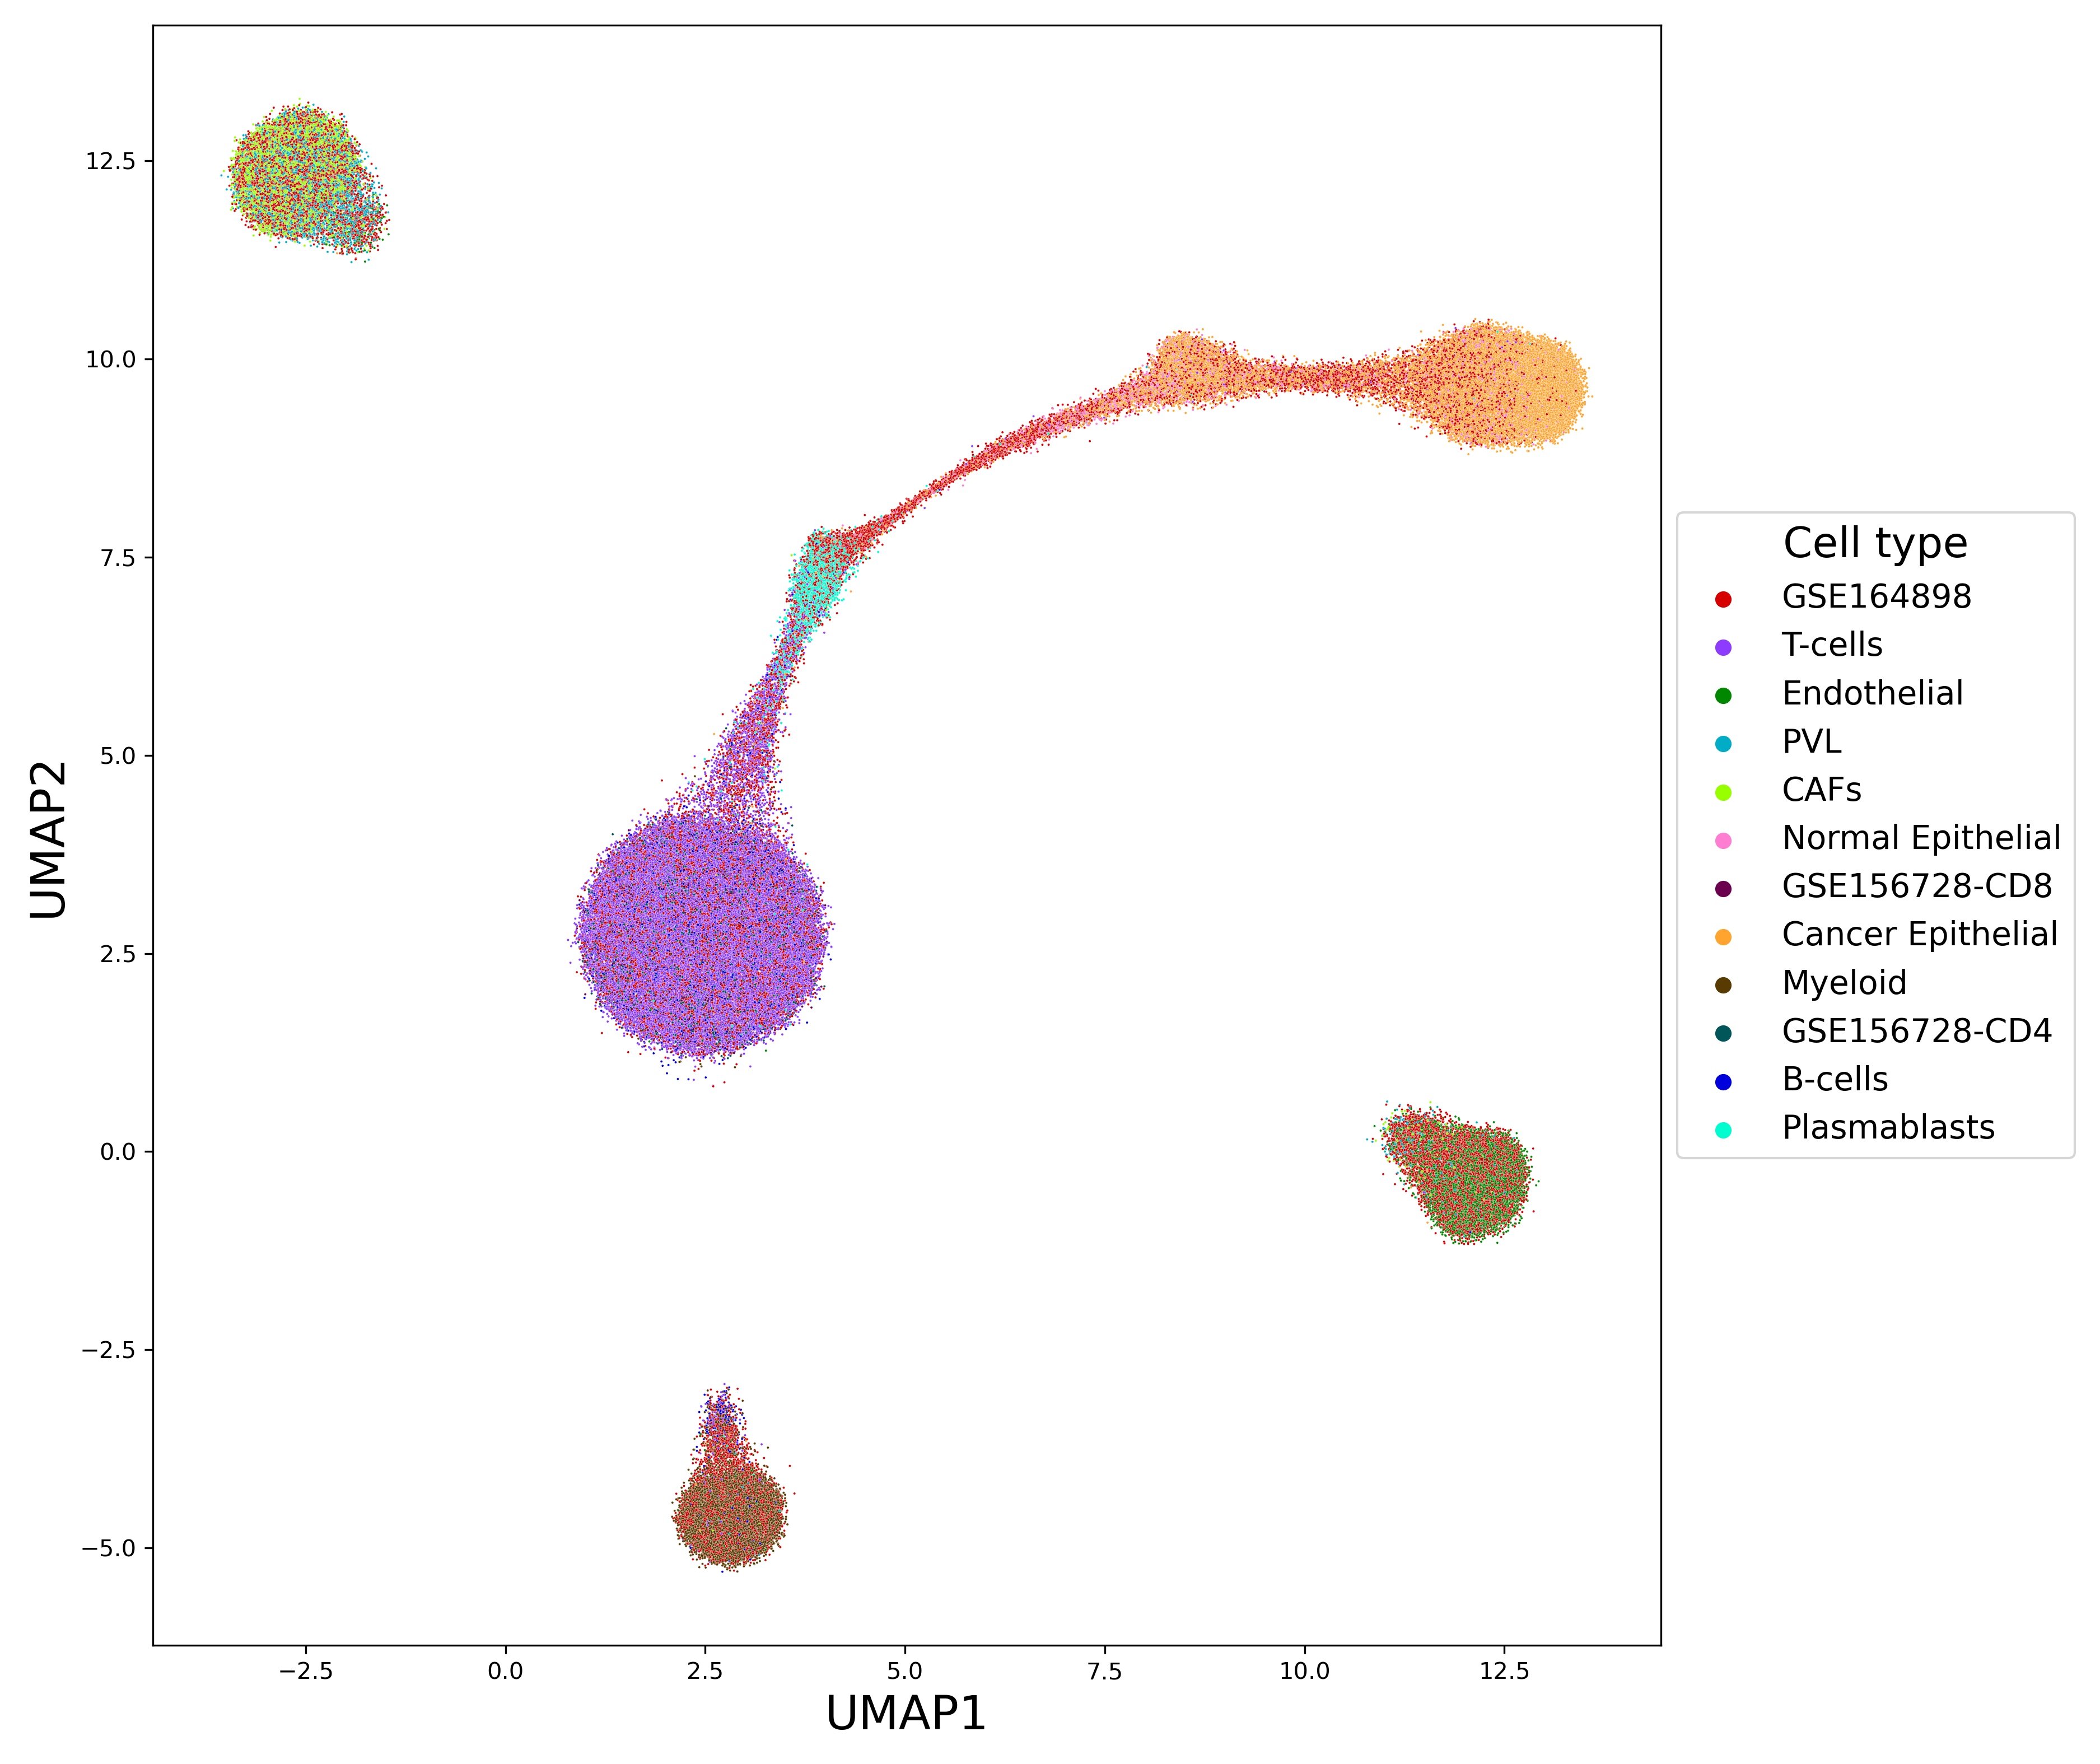 12.5
10.0
7.5
5.0
2.5
0.0
−2.5
−5.0
UMAP2
−2.5
0.0
2.5
5.0
7.5
10.0
12.5
UMAP1
Cell type
GSE164898
T-cells
Endothelial
PVL
CAFs
Normal Epithelial
GSE156728-CD8
Cancer Epithelial
Myeloid
GSE156728-CD4
B-cells
Plasmablasts